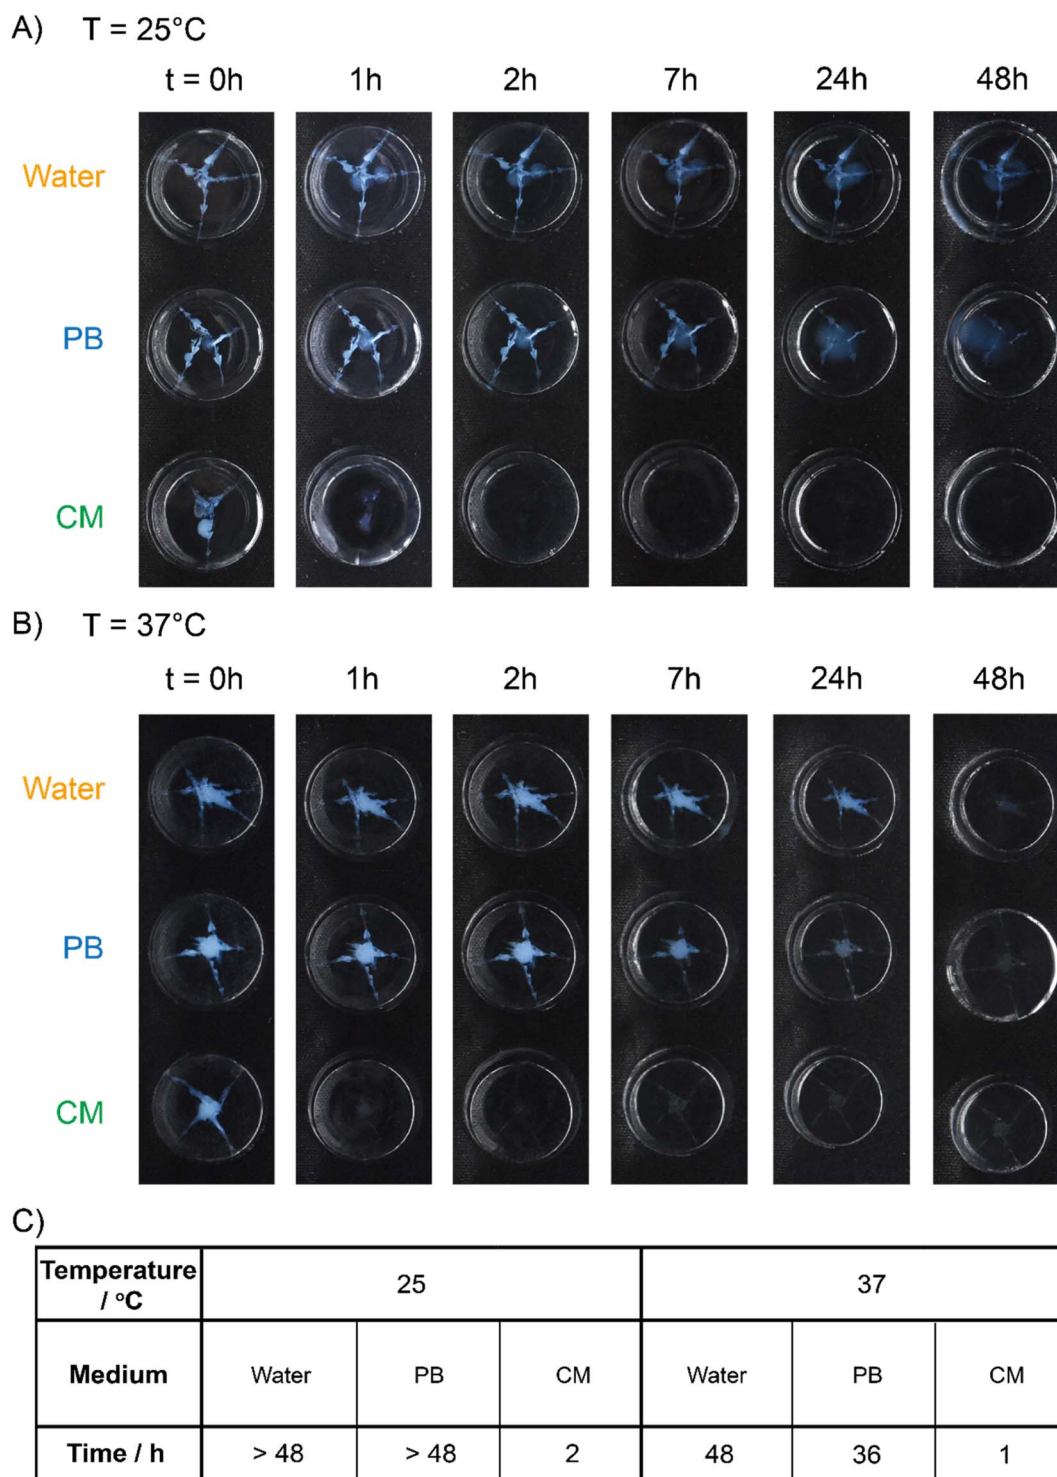 A) T = 25°C
t = 0h 1h 2h 7h 24h 48h
Water
PB
CM
B) T = 37°C
t = 0h 1h 2h 7h 24h 48h
Water
PB
CM
C)
Temperature / °C 25 37
Medium Water PB CM Water PB CM
Time / h > 48 > 48 2 48 36 1